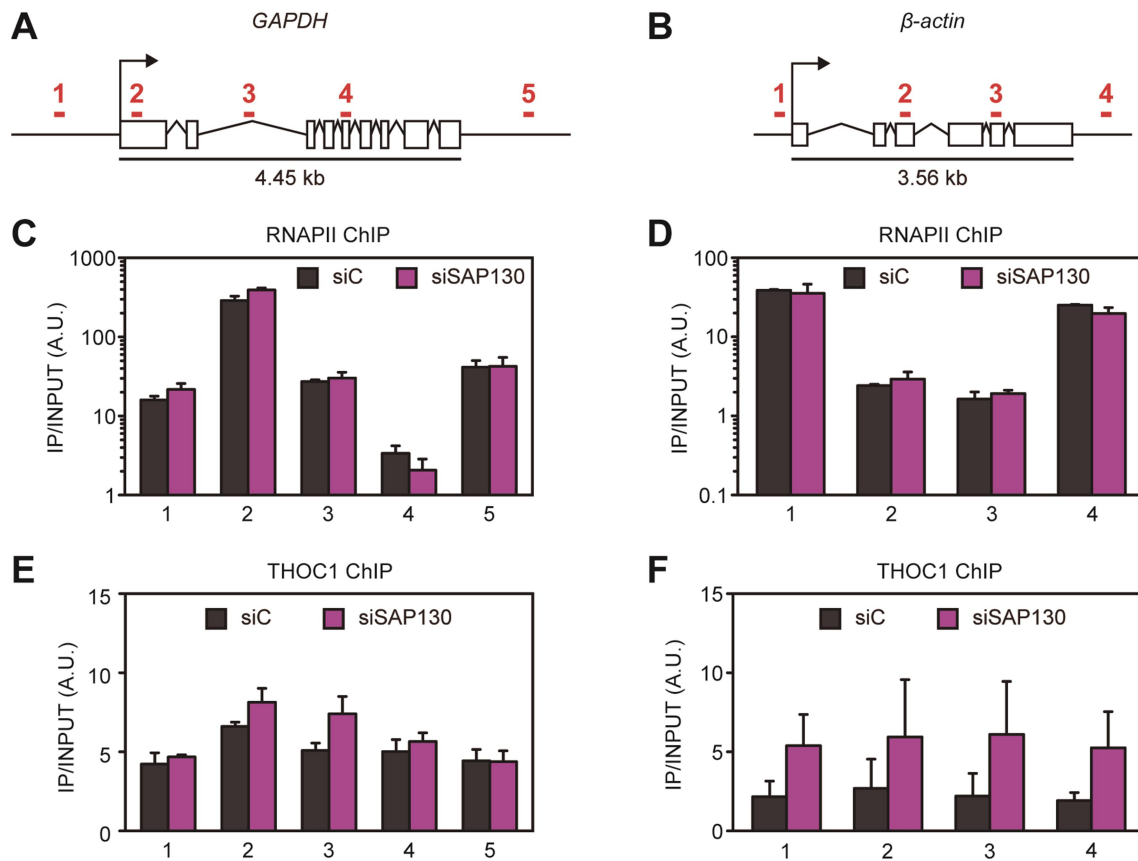 A
GAPDH
1
2
3
4
5
4.45 kb
B
β-actin
1
2
3
4
3.56 kb
C
RNAPII ChIP
siC
siSAP130
IP/INPUT (A.U.)
1000
100
10
1
1 2 3 4 5
D
RNAPII ChIP
siC
siSAP130
IP/INPUT (A.U.)
100
10
1
0.1
1 2 3 4
E
THOC1 ChIP
siC
siSAP130
IP/INPUT (A.U.)
15
10
5
0
1 2 3 4 5
F
THOC1 ChIP
siC
siSAP130
IP/INPUT (A.U.)
15
10
5
0
1 2 3 4